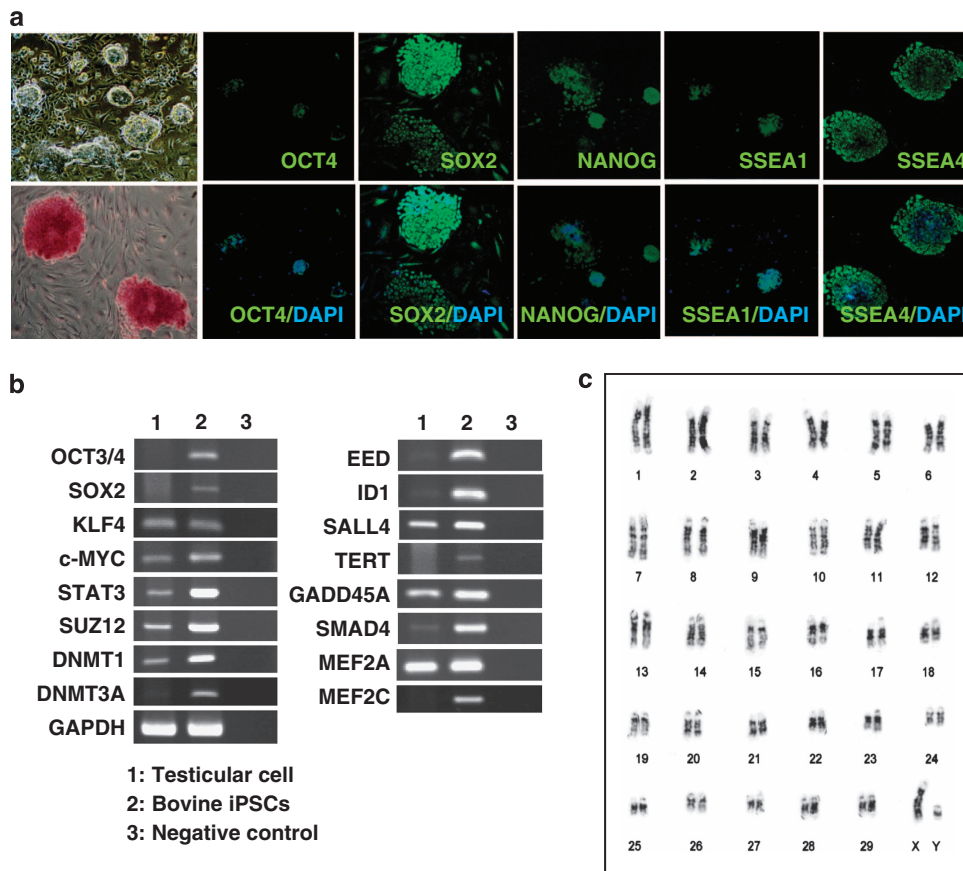 a
OCT4 SOX2 NANOG SSEA1 SSEA4
OCT4/DAPI SOX2/DAPI NANOG/DAPI SSEA1/DAPI SSEA4/DAPI
b
1 2 3
OCT3/4
SOX2
KLF4
c-MYC
STAT3
SUZ12
DNMT1
DNMT3A
GAPDH
1 2 3
EED
ID1
SALL4
TERT
GADD45A
SMAD4
MEF2A
MEF2C
1: Testicular cell
2: Bovine iPSCs
3: Negative control
c
1 2 3 4 5 6
7 8 9 10 11 12
13 14 15 16 17 18
19 20 21 22 23 24
25 26 27 28 29 X Y